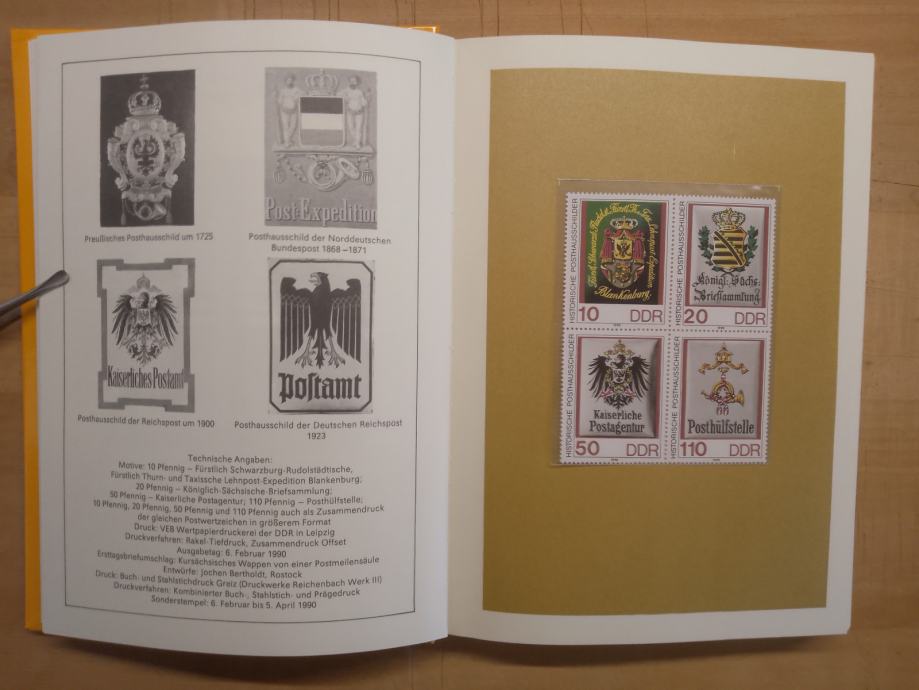 Post-Expedition
Preußisches Posthausschild um 1725
Posthausschild der Norddeutschen
Bundespost 1868–1871
Kaiserliches Postamt
Postamt
Posthausschild der Reichspost um 1900
Posthausschild der Deutschen Reichspost
1923
Technische Angaben:
Motive: 10 Pfennig – Fürstlich Schwarzburg-Rudolstädtische,
Fürstlich Thurn- und Taxissche Lehnpost-Expedition Blankenburg;
20 Pfennig – Königlich-Sächsische-Briefsammlung;
50 Pfennig – Kaiserliche Postagentur; 110 Pfennig – Posthülfstelle;
10 Pfennig, 20 Pfennig, 50 Pfennig und 110 Pfennig auch als Zusammendruck
der gleichen Postwertzeichen in größerem Format
Druck: VEB Wertpapierdruckerei der DDR in Leipzig
Druckverfahren: Rakel-Tiefdruck, Zusammendruck Offset
Ausgabetag: 6. Februar 1990
Ersttagsbriefumschlag: Kursächsisches Wappen von einer Postmeilensäule
Entwürfe: Jochen Bertholdt, Rostock
Druck: Buch- und Stahlstichdruck Greiz (Druckwerke Reichenbach Werk III)
Druckverfahren: Kombinierter Buch-, Stahlstich- und Prägedruck
Sonderstempel: 6. Februar bis 5. April 1990
HISTORISCHE POSTHAUSSCHILDER
Blankenburg.
10 DDR
HISTORISCHE POSTHAUSSCHILDER
Königl: Sächs:
Briefsammlung
20 DDR
HISTORISCHE POSTHAUSSCHILDER
Kaiserliche
Postagentur
50 DDR
HISTORISCHE POSTHAUSSCHILDER
Posthülfstelle
110 DDR